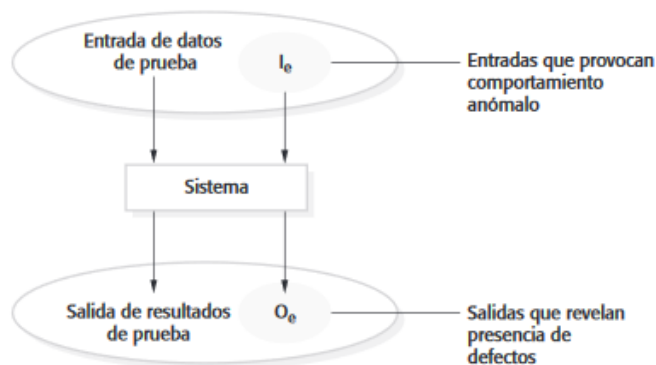 Entrada de datos
de prueba
Ie
Entradas que provocan
comportamiento
anómalo
Sistema
Salida de resultados
de prueba
Oe
Salidas que revelan
presencia de
defectos